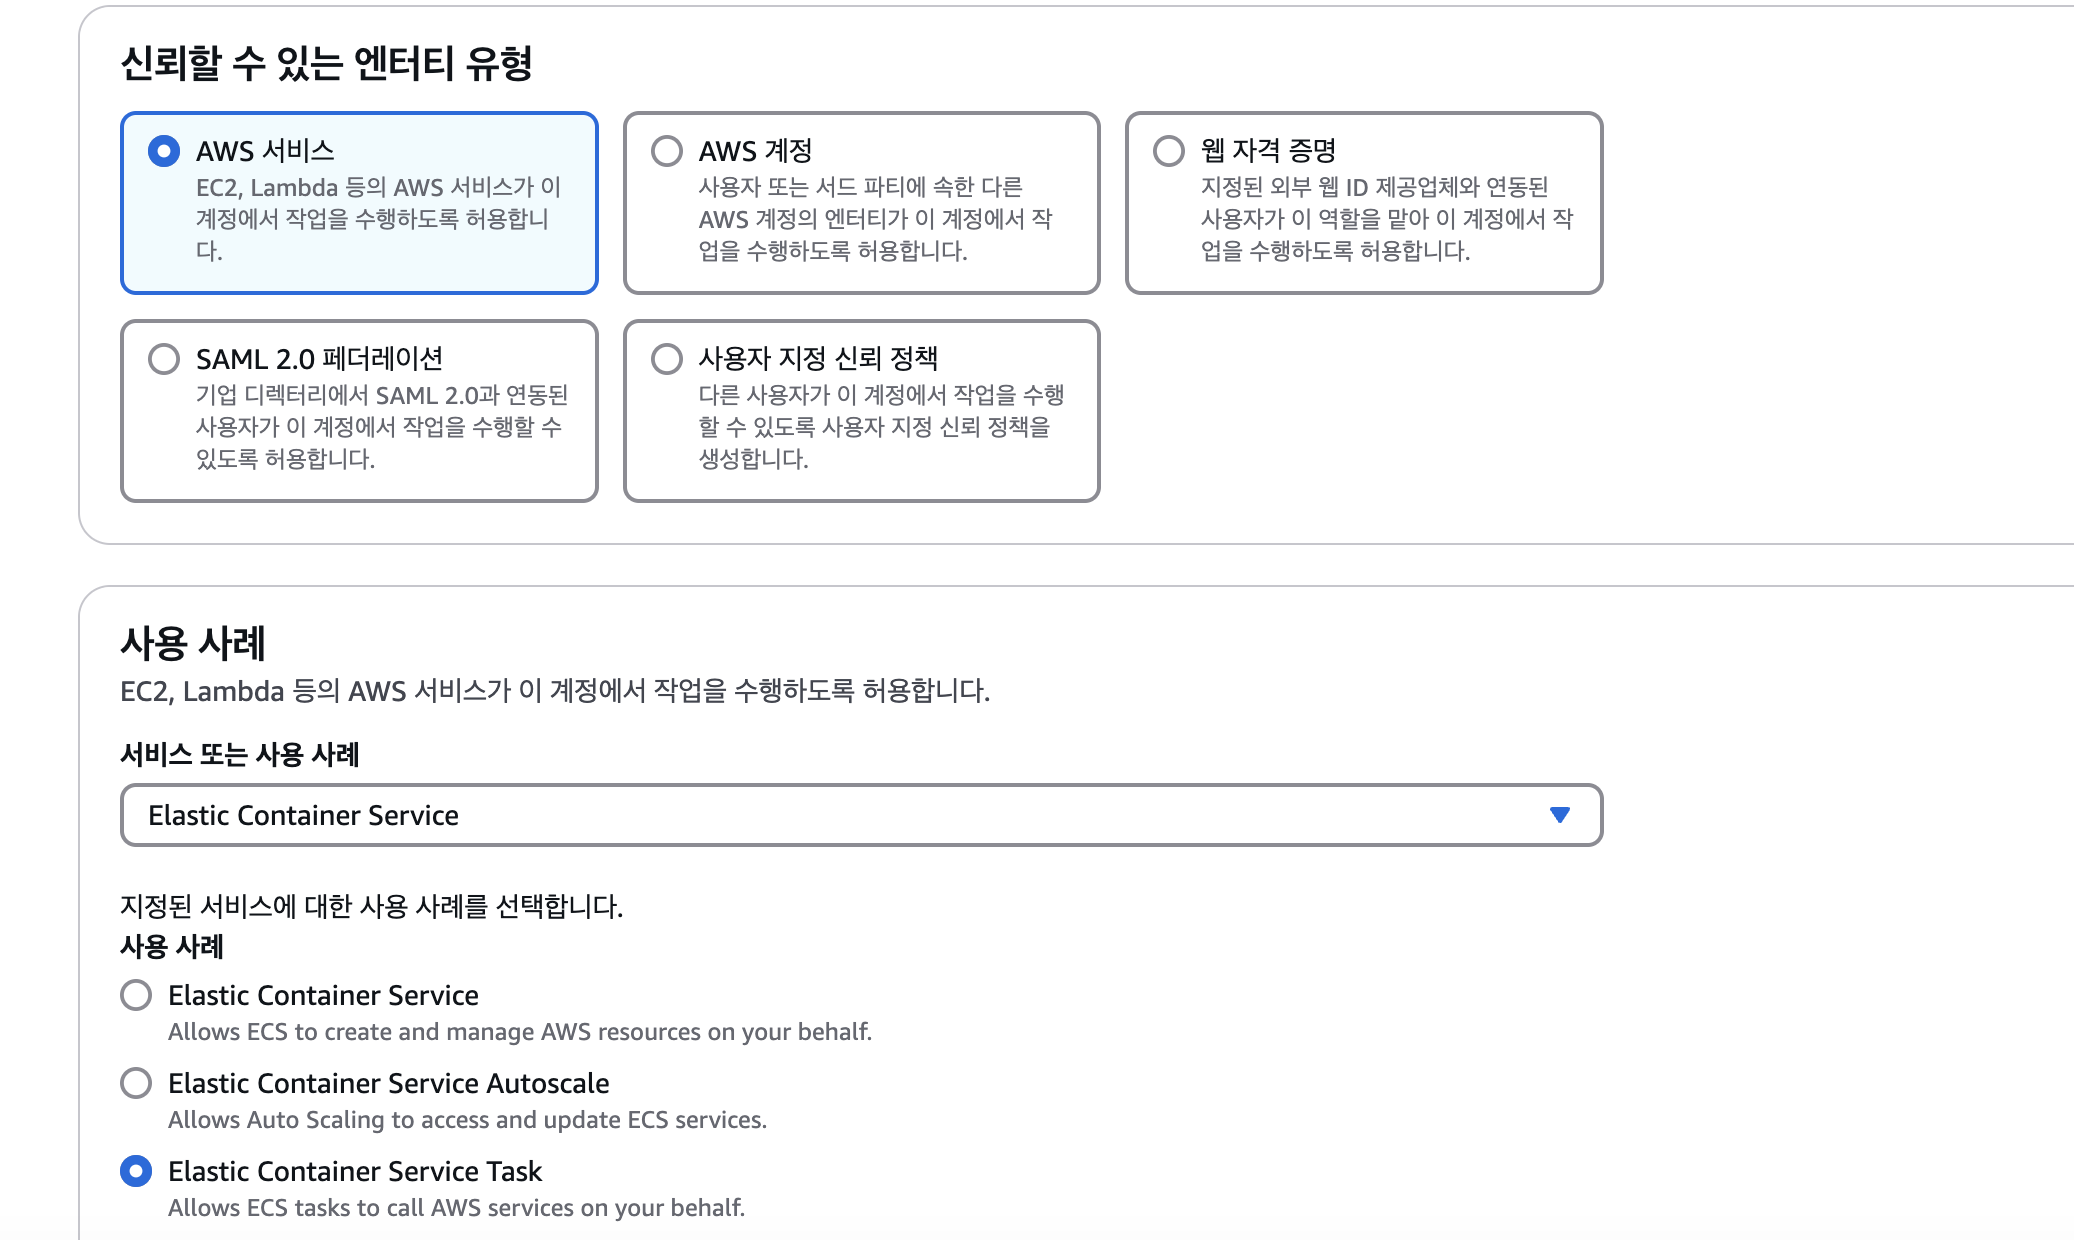 신뢰할 수 있는 엔터티 유형
AWS 서비스
EC2, Lambda 등의 AWS 서비스가 이
계정에서 작업을 수행하도록 허용합니
다.
AWS 계정
사용자 또는 서드 파티에 속한 다른
AWS 계정의 엔터티가 이 계정에서 작
업을 수행하도록 허용합니다.
웹 자격 증명
지정된 외부 웹 ID 제공업체와 연동된
사용자가 이 역할을 맡아 이 계정에서 작
업을 수행하도록 허용합니다.
SAML 2.0 페더레이션
기업 디렉터리에서 SAML 2.0과 연동된
사용자가 이 계정에서 작업을 수행할 수
있도록 허용합니다.
사용자 지정 신뢰 정책
다른 사용자가 이 계정에서 작업을 수행
할 수 있도록 사용자 지정 신뢰 정책을
생성합니다.
사용 사례
EC2, Lambda 등의 AWS 서비스가 이 계정에서 작업을 수행하도록 허용합니다.
서비스 또는 사용 사례
Elastic Container Service
지정된 서비스에 대한 사용 사례를 선택합니다.
사용 사례
Elastic Container Service
Allows ECS to create and manage AWS resources on your behalf.
Elastic Container Service Autoscale
Allows Auto Scaling to access and update ECS services.
Elastic Container Service Task
Allows ECS tasks to call AWS services on your behalf.